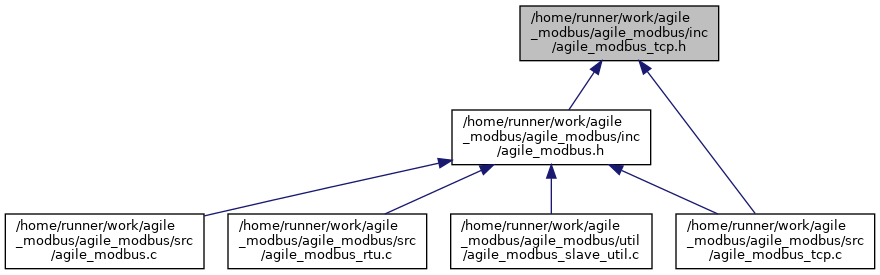 /home/runner/work/agile
_modbus/agile_modbus/inc
/agile_modbus_tcp.h
/home/runner/work/agile
_modbus/agile_modbus/inc
/agile_modbus.h
/home/runner/work/agile
_modbus/agile_modbus/src
/agile_modbus.c
/home/runner/work/agile
_modbus/agile_modbus/src
/agile_modbus_rtu.c
/home/runner/work/agile
_modbus/agile_modbus/util
/agile_modbus_slave_util.c
/home/runner/work/agile
_modbus/agile_modbus/src
/agile_modbus_tcp.c